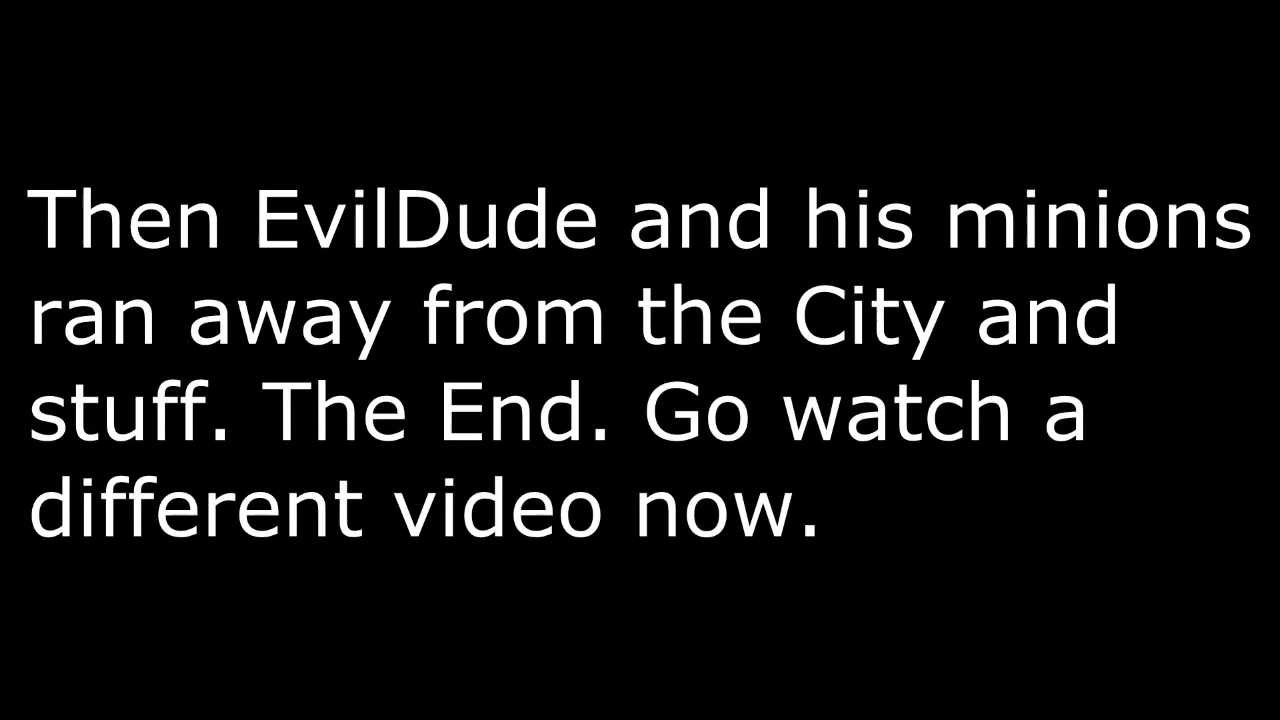 Then EvilDude and his minions
ran away from the City and
stuff. The End. Go watch a
different video now.